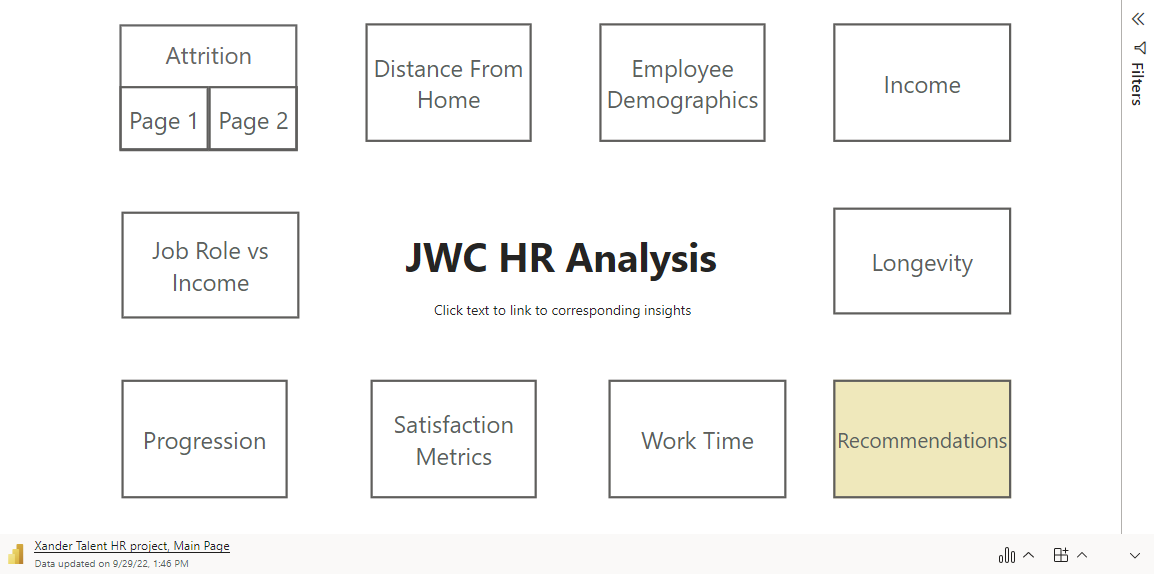 Attrition
Page 1
Page 2
Distance From
Home
Employee
Demographics
Income
Filters
Job Role vs
Income
JWC HR Analysis
Click text to link to corresponding insights
Longevity
Progression
Satisfaction
Metrics
Work Time
Recommendations
Xander Talent HR project, Main Page
Data updated on 9/29/22, 1:46 PM